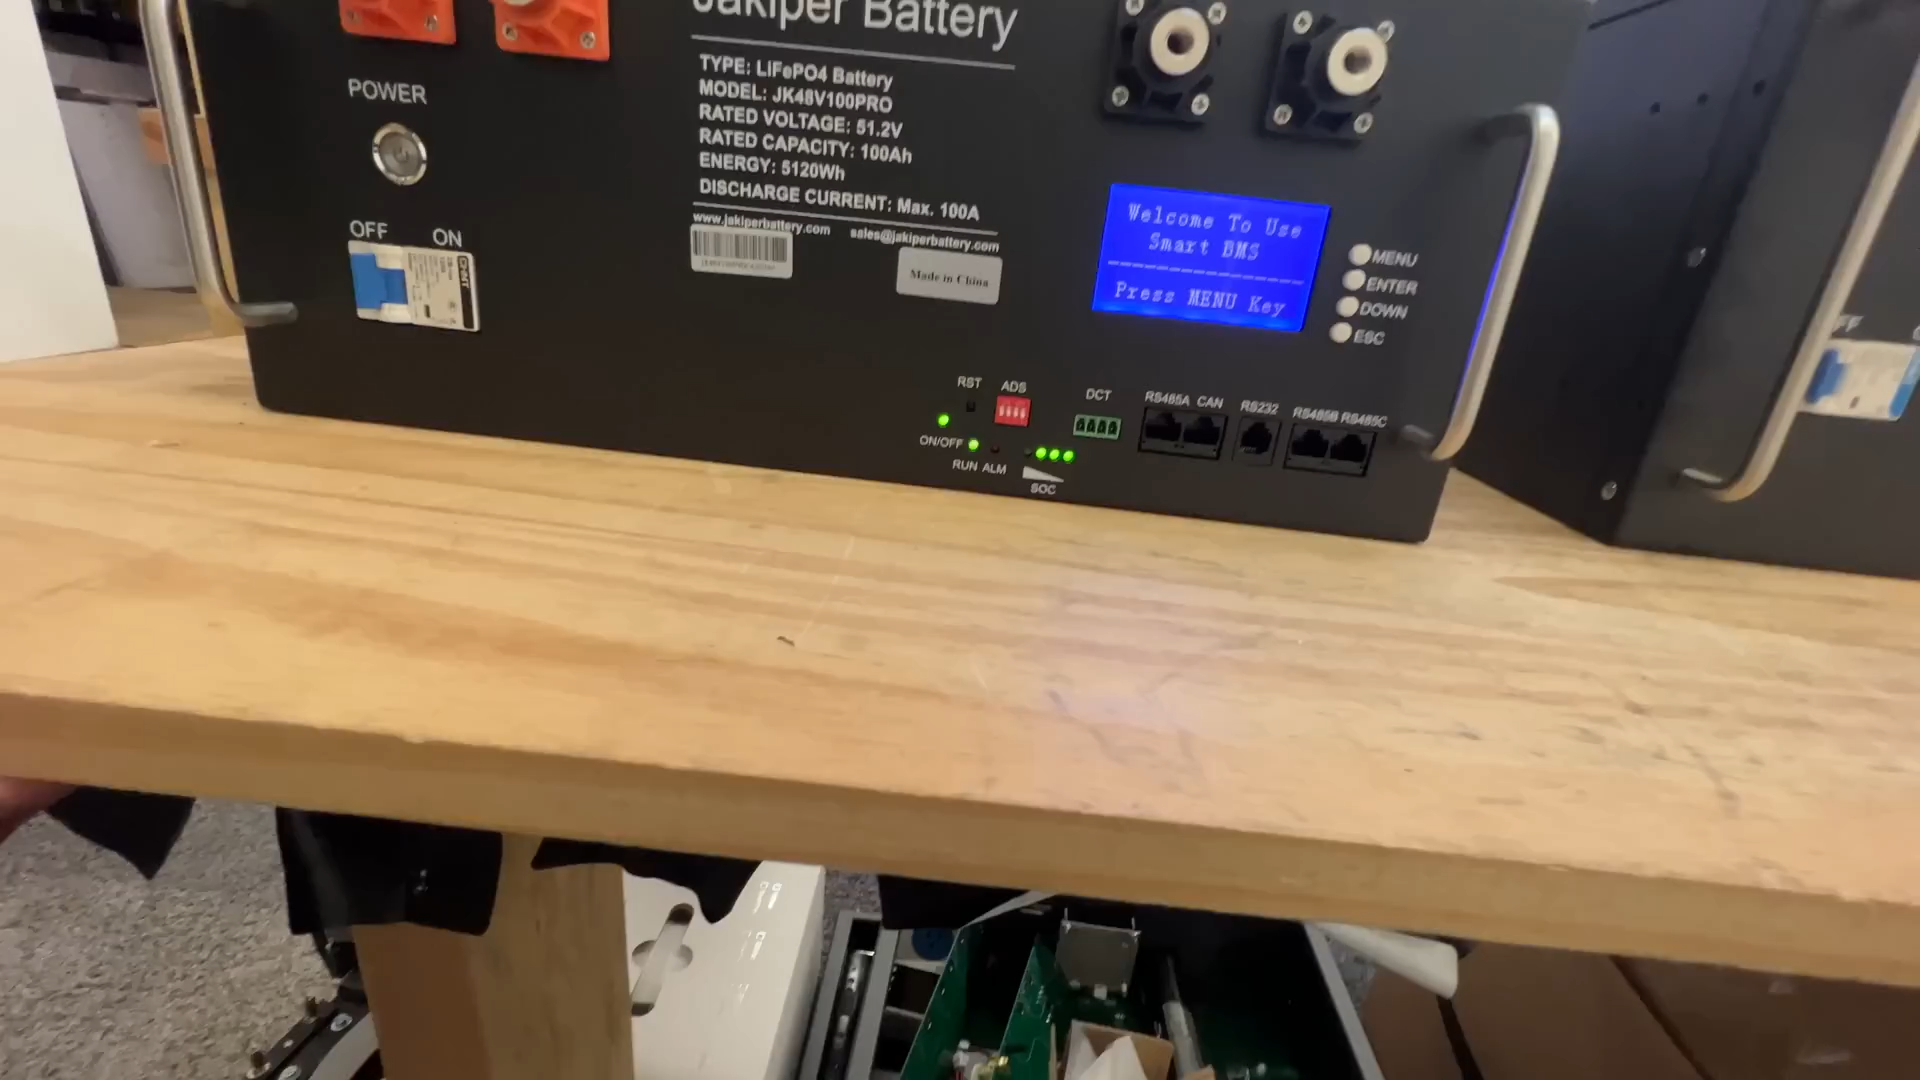 Jakiper Battery
TYPE: LiFePO4 Battery
MODEL: JK48V100PRO
RATED VOLTAGE: 51.2V
RATED CAPACITY: 100Ah
ENERGY: 5120Wh
DISCHARGE CURRENT: Max. 100A
www.jakiperbattery.com
sales@jakiperbattery.com
Made in China
POWER
OFF
ON
CHNT
Welcome To Use
Smart BMS
Press MENU Key
MENU
ENTER
DOWN
ESC
RST
ADS
DCT
RS485A
CAN
RS232
RS485B
RS485C
ON/OFF
RUN
ALM
SOC